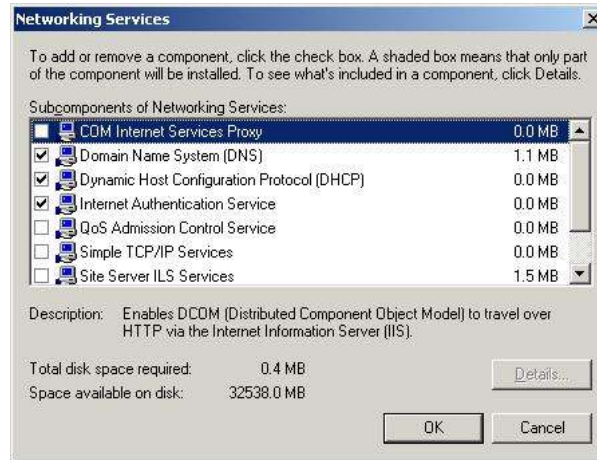 Networking Services
To add or remove a component, click the check box. A shaded box means that only part
of the component will be installed. To see what's included in a component, click Details.
Subcomponents of Networking Services:
COM Internet Services Proxy 0.0 MB
Domain Name System (DNS) 1.1 MB
Dynamic Host Configuration Protocol (DHCP) 0.0 MB
Internet Authentication Service 0.0 MB
QoS Admission Control Service 0.0 MB
Simple TCP/IP Services 0.0 MB
Site Server ILS Services 1.5 MB
Description: Enables DCOM (Distributed Component Object Model) to travel over
HTTP via the Internet Information Server (IIS).
Total disk space required: 0.4 MB
Details...
Space available on disk: 32538.0 MB
OK Cancel